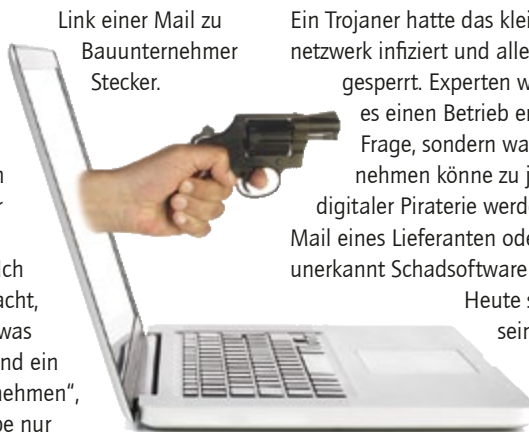 Link einer Mail zu
Bauunternehmer
Stecker.
r
ch
acht,
was
nd ein
nehmen“,
be nur
Ein Trojaner hatte das klei
netzwerk infiziert und alle
gesperrt. Experten w
es einen Betrieb er
Frage, sondern wa
nehmen könne zu j
digitaler Piraterie werde
Mail eines Lieferanten ode
unerkannt Schadsoftware
Heute s
sein